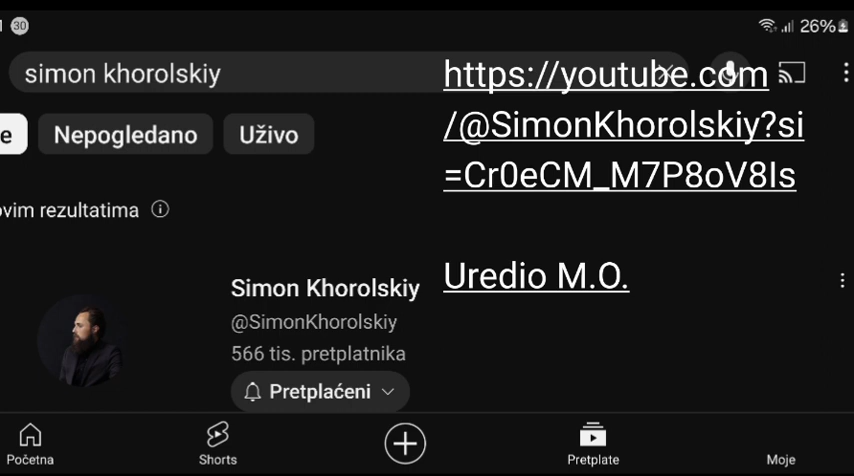 30
26%
simon khorolskiy
https://youtube.com
/@SimonKhorolskiy?si
=Cr0eCM_M7P8oV8Is
e
Nepogledano
Uživo
ovim rezultatima
Uredio M.O.
Simon Khorolskiy
@SimonKhorolskiy
566 tis. pretplatnika
Pretplaćeni
Početna
Shorts
Pretplate
Moje